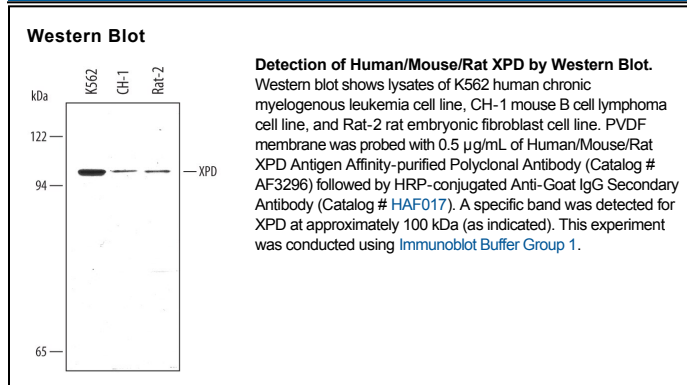 Western Blot
kDa
K562
CH-1
Rat-2
122
94
XPD
65
Detection of Human/Mouse/Rat XPD by Western Blot.
Western blot shows lysates of K562 human chronic
myelogenous leukemia cell line, CH-1 mouse B cell lymphoma
cell line, and Rat-2 rat embryonic fibroblast cell line. PVDF
membrane was probed with 0.5 µg/mL of Human/Mouse/Rat
XPD Antigen Affinity-purified Polyclonal Antibody (Catalog #
AF3296) followed by HRP-conjugated Anti-Goat IgG Secondary
Antibody (Catalog # HAF017). A specific band was detected for
XPD at approximately 100 kDa (as indicated). This experiment
was conducted using Immunoblot Buffer Group 1.